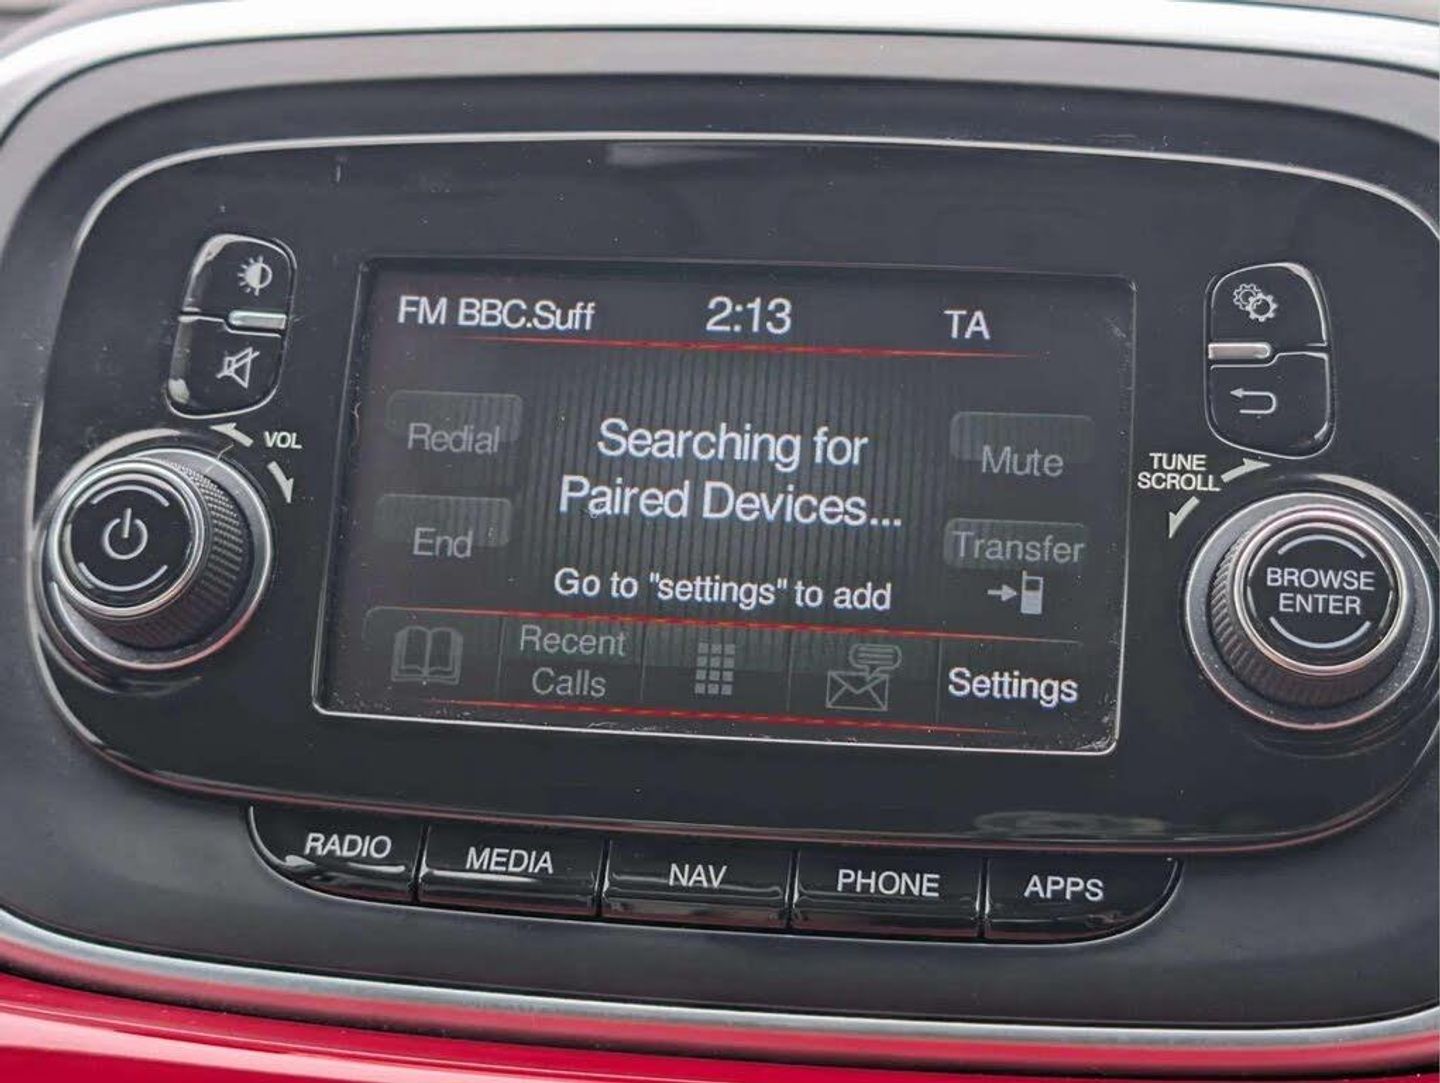 FM BBC.Suff
2:13
TA
VOL
Redial
Searching for
Paired Devices...
Mute
TUNE
SCROLL
End
Transfer
Go to "settings" to add
BROWSE
ENTER
Recent
Calls
Settings
RADIO
MEDIA
NAV
PHONE
APPS